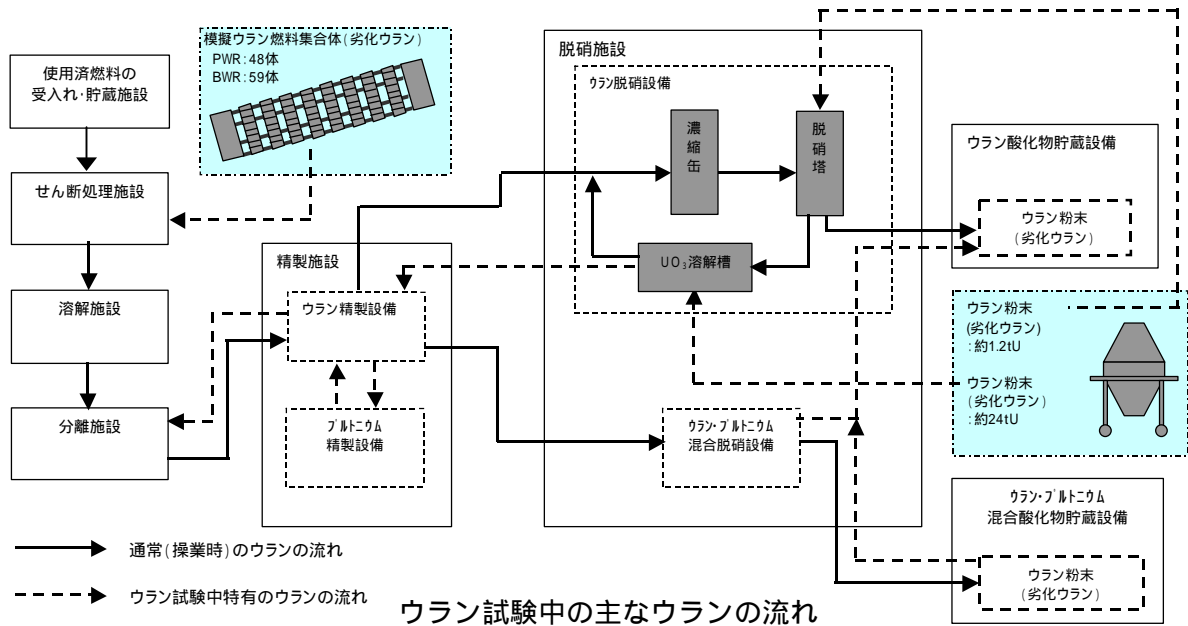 使用済燃料の
受入れ・貯蔵施設
せん断処理施設
溶解施設
分離施設
模擬ウラン燃料集合体(劣化ウラン)
PWR:48体
BWR:59体
精製施設
ウラン精製設備
プルトニウム
精製設備
脱硝施設
ウラン脱硝設備
濃縮缶
脱硝塔
UO₃溶解槽
ウラン・プルトニウム
混合脱硝設備
ウラン酸化物貯蔵設備
ウラン粉末
(劣化ウラン)
ウラン粉末
(劣化ウラン)
:約1.2tU
ウラン粉末
(劣化ウラン)
:約24tU
ウラン・プルトニウム
混合酸化物貯蔵設備
ウラン粉末
(劣化ウラン)
通常(操業時)のウランの流れ
ウラン試験中特有のウランの流れ
ウラン試験中の主なウランの流れ